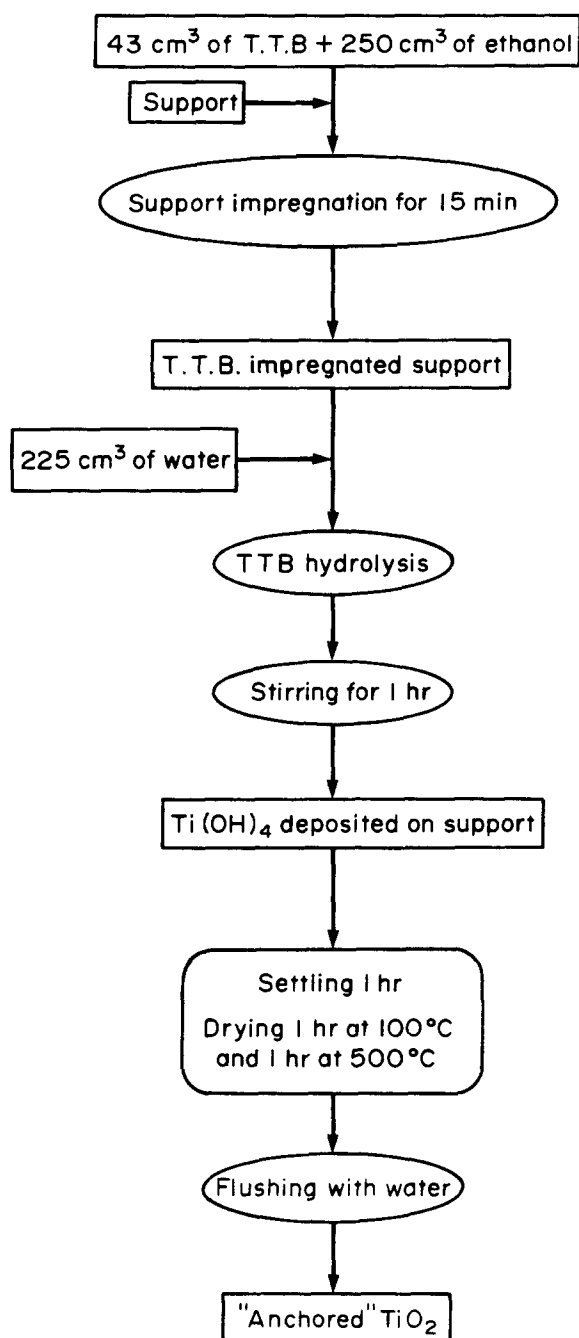 43 cm³ of T.T.B + 250 cm³ of ethanol
Support
Support impregnation for 15 min
T.T.B. impregnated support
225 cm³ of water
TTB hydrolysis
Stirring for 1 hr
Ti(OH)₄ deposited on support
Settling 1 hr
Drying 1 hr at 100°C
and 1 hr at 500°C
Flushing with water
"Anchored" TiO₂